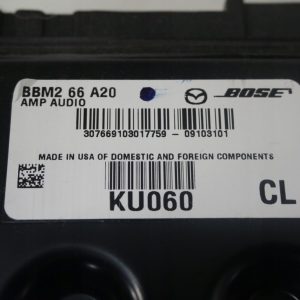 BBM2 66 A20
AMP AUDIO
BOSE
307669103017759 - 09103101
MADE IN USA OF DOMESTIC AND FOREIGN COMPONENTS
KU060
CL